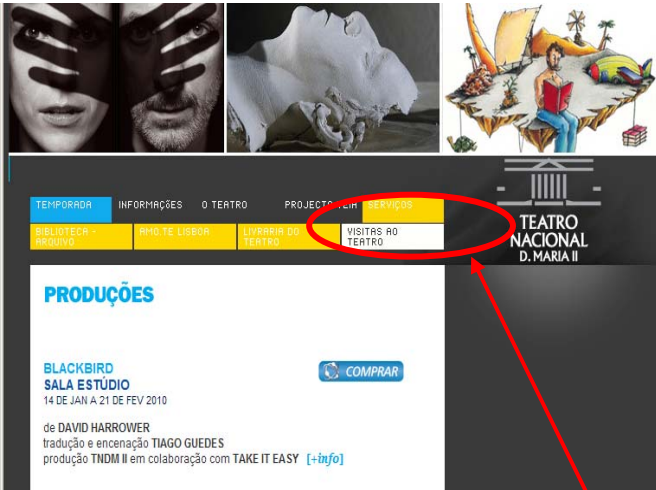 TEMPORADA INFORMAÇÕES O TEATRO PROJECTO TEIA SERVIÇOS
BIBLIOTECA - ARQUIVO
AMO.TE LISBOA
LIVRARIA DO TEATRO
VISITAS AO TEATRO
TEATRO
NACIONAL
D. MARIA II
PRODUÇÕES
BLACKBIRD
COMPRAR
SALA ESTÚDIO
14 DE JAN A 21 DE FEV 2010
de DAVID HARROWER
tradução e encenação TIAGO GUEDES
produção TNDM II em colaboração com TAKE IT EASY [+info]